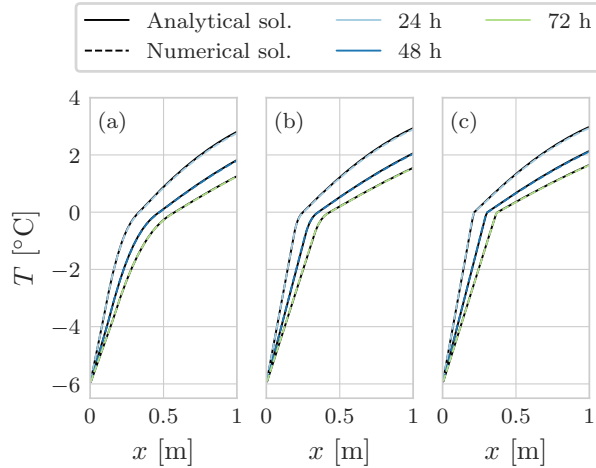 Analytical sol. 24 h 72 h
Numerical sol. 48 h
(a) (b) (c)
4
2
0
−2
−4
−6
T [°C]
0 0.5 1 0 0.5 1 0 0.5 1
x [m] x [m] x [m]